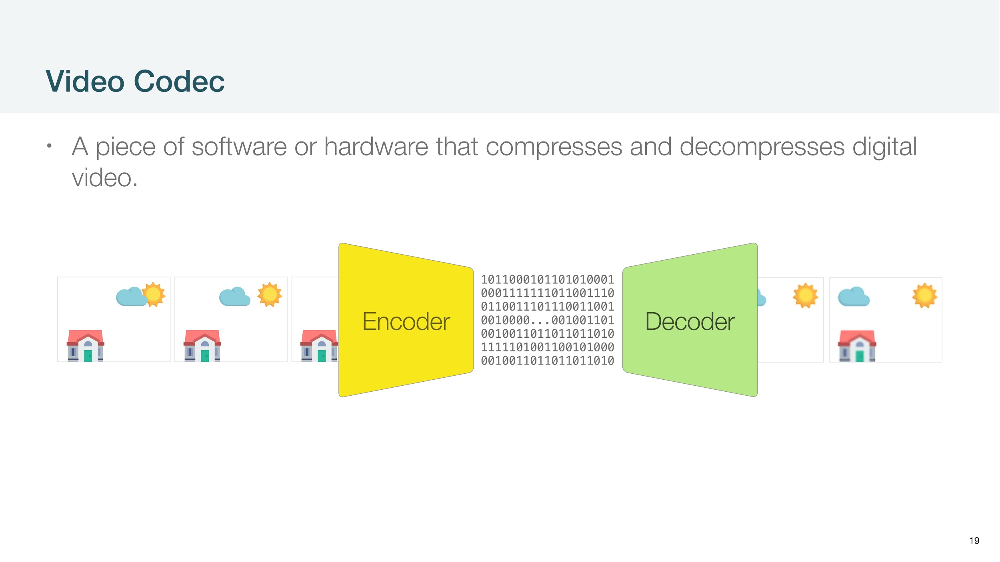 Video Codec
• A piece of software or hardware that compresses and decompresses digital
video.
Encoder
1011000101101010001
0001111111011001110
0110011101110011001
0010000...001001101
0010011011011011010
1111101001100101000
0010011011011011010
Decoder
19